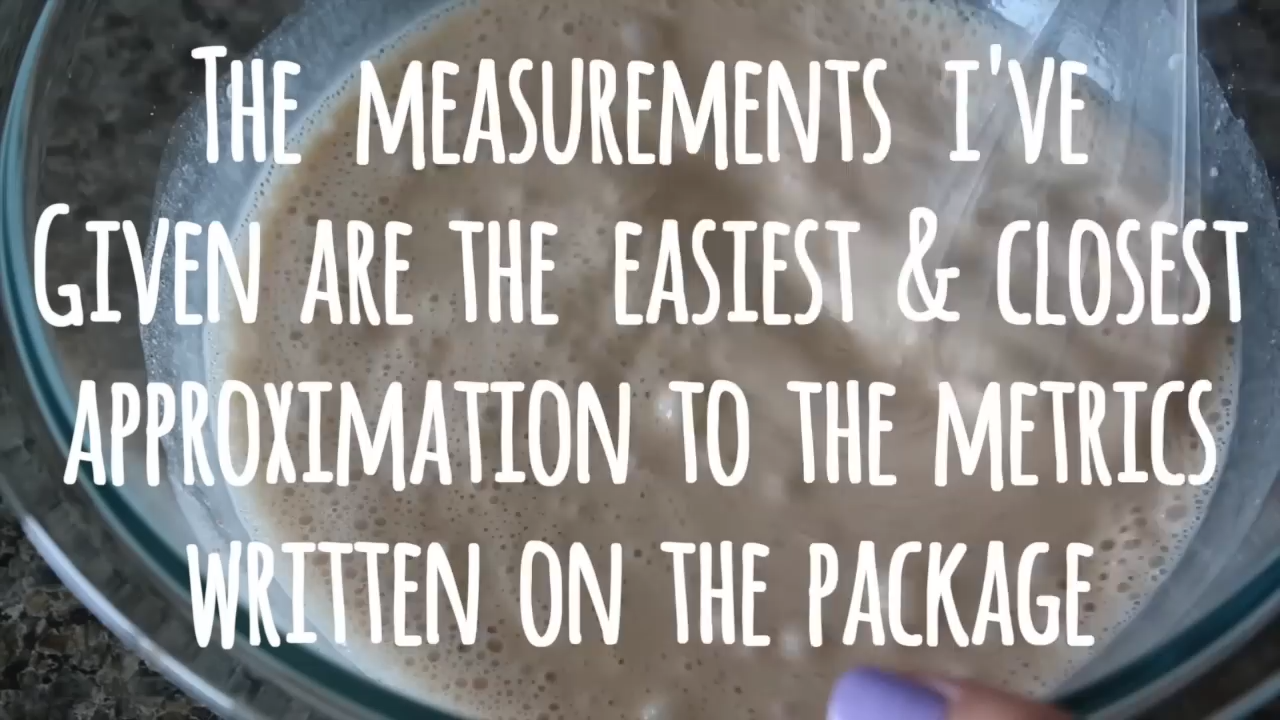 The measurements i've
Given are the easiest & closest
approximation to the metrics
written on the package